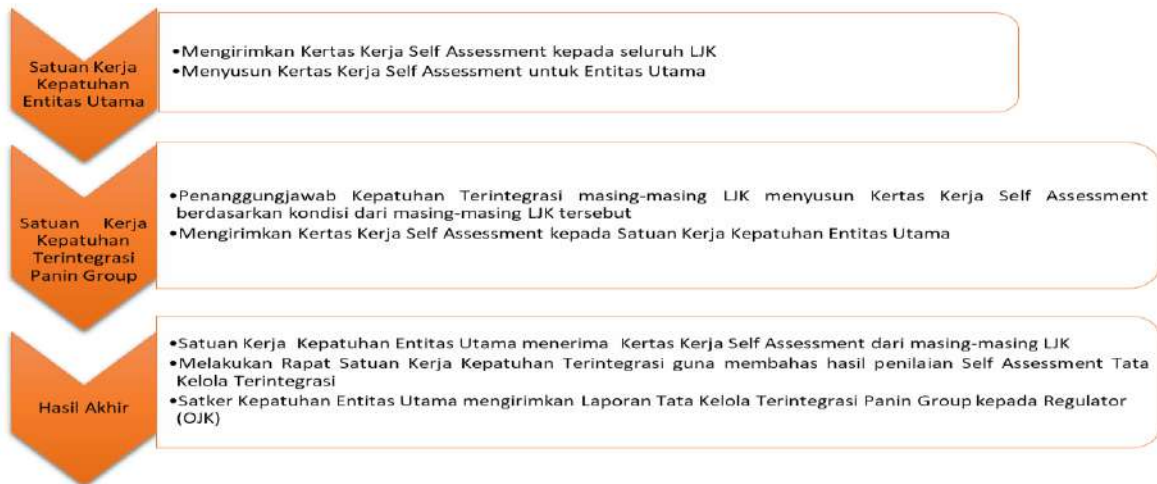 Satuan Kerja
Kepatuhan
Entitas Utama
•Mengirimkan Kertas Kerja Self Assessment kepada seluruh LJK
•Menyusun Kertas Kerja Self Assessment untuk Entitas Utama
Satuan Kerja
Kepatuhan
Terintegrasi
Panin Group
•Penanggungjawab Kepatuhan Terintegrasi masing-masing LJK menyusun Kertas Kerja Self Assessment
berdasarkan kondisi dari masing-masing LJK tersebut
•Mengirimkan Kertas Kerja Self Assessment kepada Satuan Kerja Kepatuhan Entitas Utama
Hasil Akhir
•Satuan Kerja Kepatuhan Entitas Utama menerima Kertas Kerja Self Assessment dari masing-masing LJK
•Melakukan Rapat Satuan Kerja Kepatuhan Terintegrasi guna membahas hasil penilaian Self Assessment Tata
Kelola Terintegrasi
•Satker Kepatuhan Entitas Utama mengirimkan Laporan Tata Kelola Terintegrasi Panin Group kepada Regulator
(OJK)